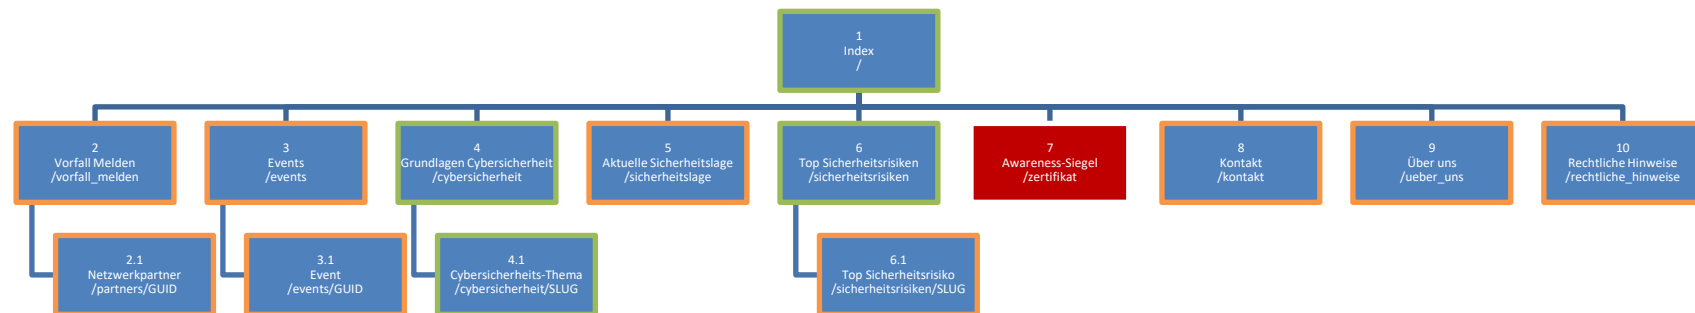 1
Index
/
2
Vorfall Melden
/vorfall_melden
3
Events
/events
4
Grundlagen Cybersicherheit
/cybersicherheit
5
Aktuelle Sicherheitslage
/sicherheitslage
6
Top Sicherheitsrisiken
/sicherheitsrisiken
7
Awareness-Siegel
/zertifikat
8
Kontakt
/kontakt
9
Über uns
/ueber_uns
10
Rechtliche Hinweise
/rechtliche_hinweise
2.1
Netzwerkpartner
/partners/GUID
3.1
Event
/events/GUID
4.1
Cybersicherheits-Thema
/cybersicherheit/SLUG
6.1
Top Sicherheitsrisiko
/sicherheitsrisiken/SLUG